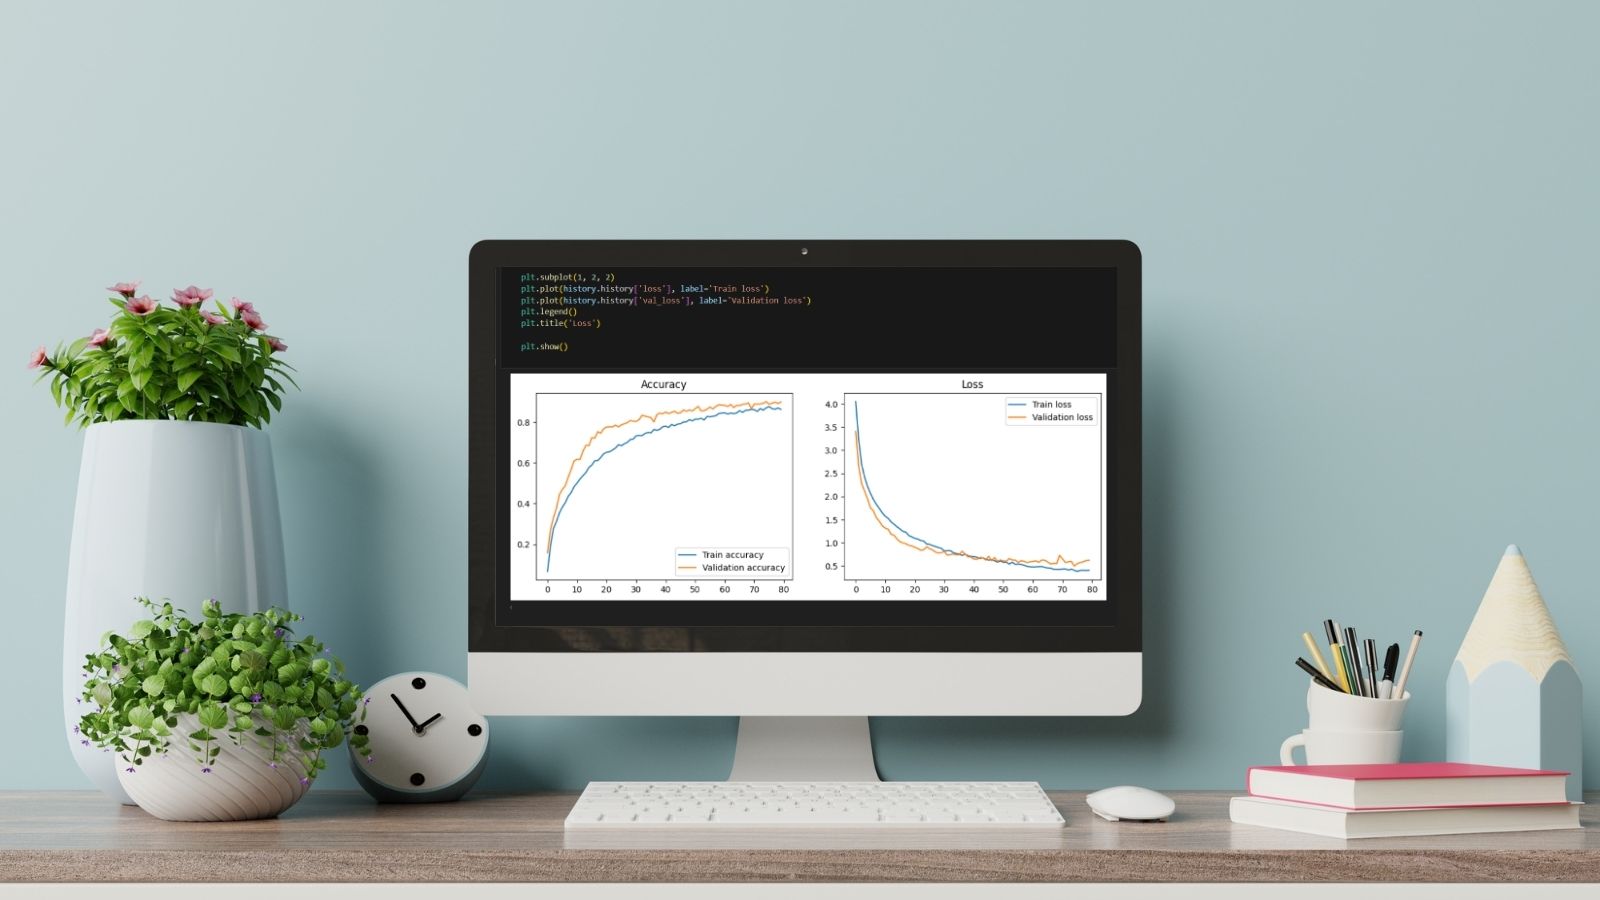 plt.subplot(1, 2, 2)
plt.plot(history.history['loss'], label='Train loss')
plt.plot(history.history['val_loss'], label='Validation loss')
plt.legend()
plt.title('Loss')
plt.show()
Accuracy
0.8
0.6
0.4
0.2
Train accuracy
Validation accuracy
0 10 20 30 40 50 60 70 80
Loss
4.0
3.5
3.0
2.5
2.0
1.5
1.0
0.5
Train loss
Validation loss
0 10 20 30 40 50 60 70 80